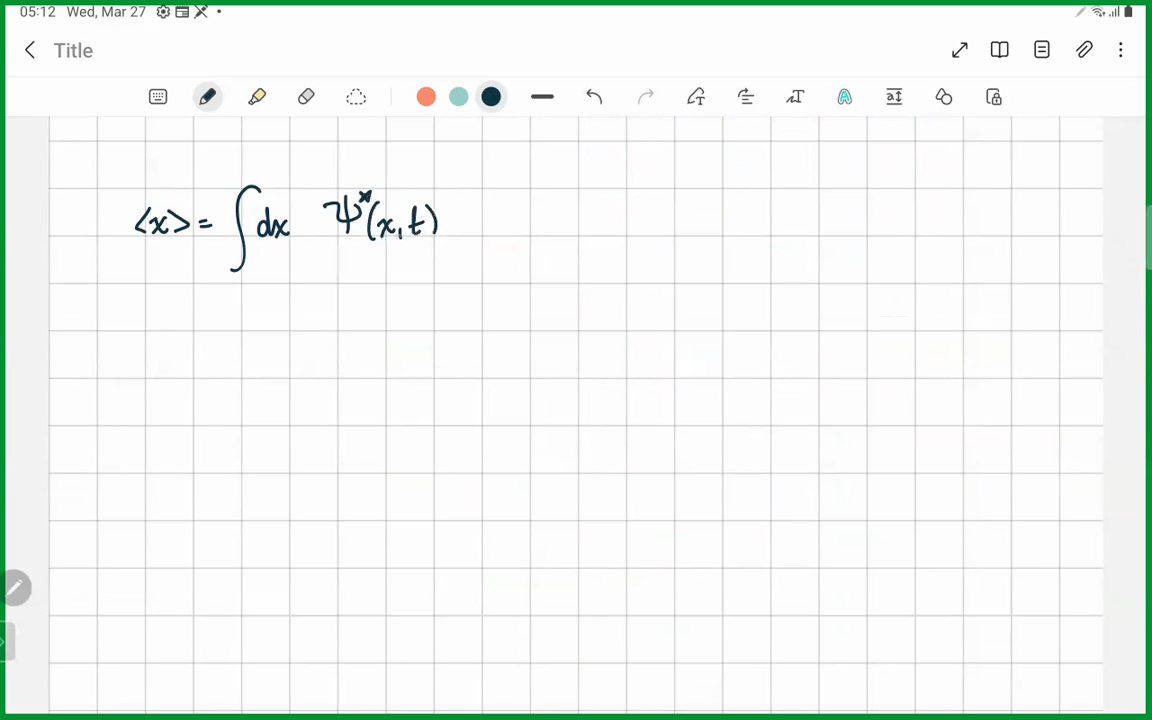 05:12 Wed, Mar 27
Title
<x> = ∫ dx ψ*(x,t)